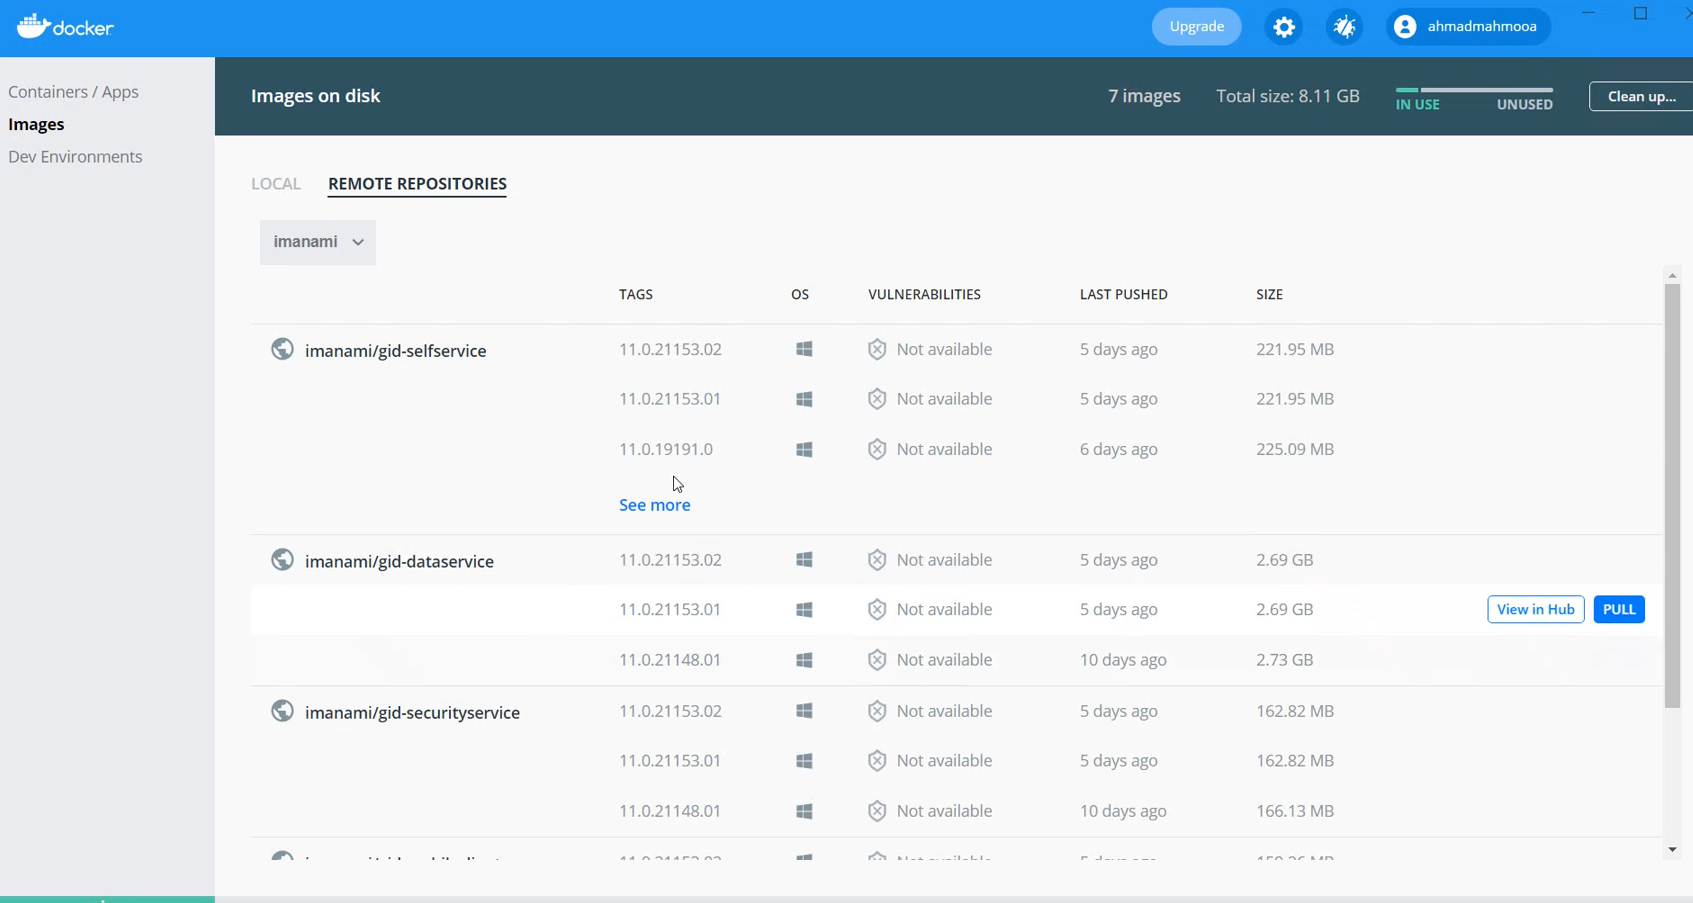 docker
Upgrade
ahmadmahmooa
Containers / Apps
Images
Dev Environments
Images on disk
7 images
Total size: 8.11 GB
IN USE
UNUSED
Clean up...
LOCAL
REMOTE REPOSITORIES
imanami
TAGS OS VULNERABILITIES LAST PUSHED SIZE
imanami/gid-selfservice 11.0.21153.02 Not available 5 days ago 221.95 MB
11.0.21153.01 Not available 5 days ago 221.95 MB
11.0.19191.0 Not available 6 days ago 225.09 MB
See more
imanami/gid-dataservice 11.0.21153.02 Not available 5 days ago 2.69 GB
11.0.21153.01 Not available 5 days ago 2.69 GB View in Hub PULL
11.0.21148.01 Not available 10 days ago 2.73 GB
imanami/gid-securityservice 11.0.21153.02 Not available 5 days ago 162.82 MB
11.0.21153.01 Not available 5 days ago 162.82 MB
11.0.21148.01 Not available 10 days ago 166.13 MB